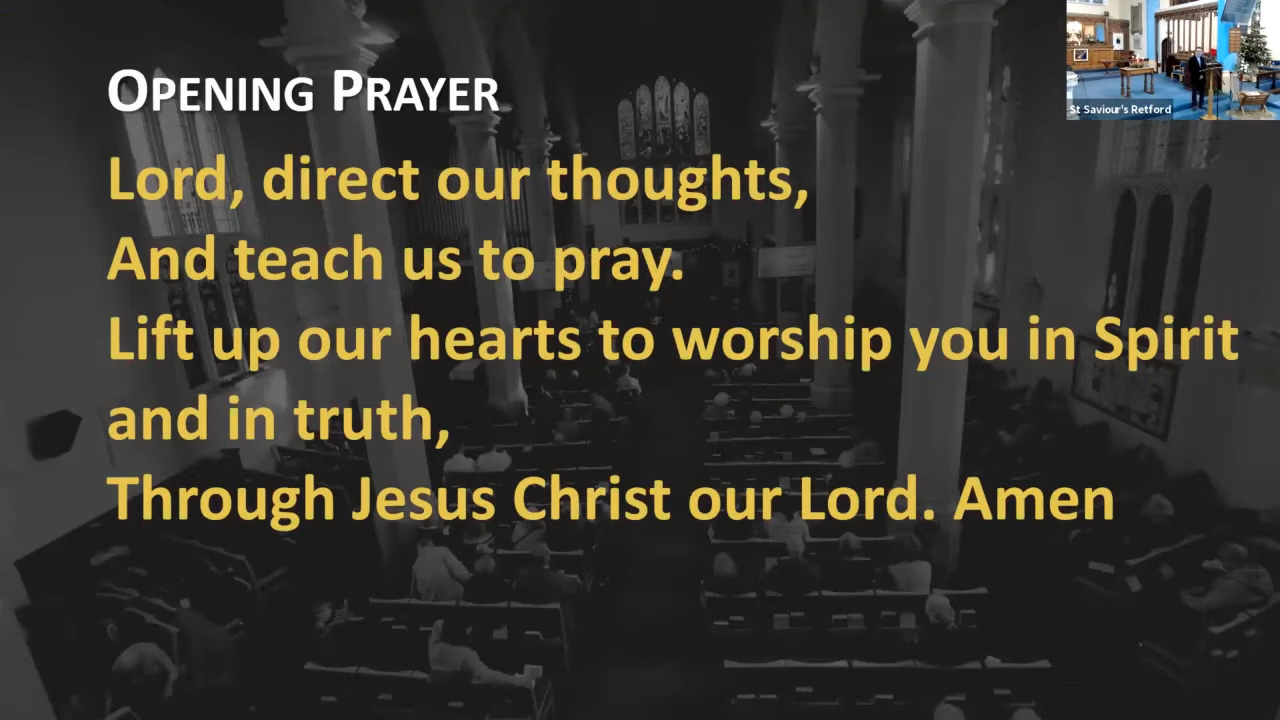 OPENING PRAYER
St Saviour's Retford
Lord, direct our thoughts,
And teach us to pray.
Lift up our hearts to worship you in Spirit
and in truth,
Through Jesus Christ our Lord. Amen